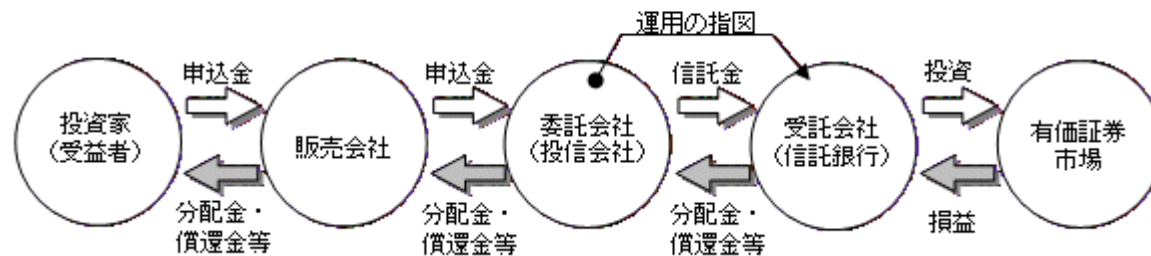 運用の指図
申込金
申込金
信託金
投資
投資家
(受益者)
販売会社
委託会社
(投信会社)
受託会社
(信託銀行)
有価証券
市場
分配金・
償還金等
分配金・
償還金等
分配金・
償還金等
損益